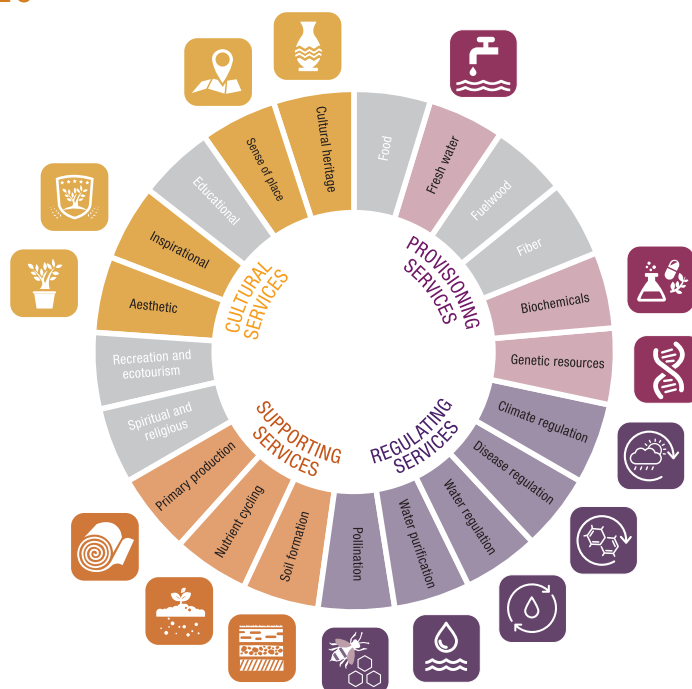 Food
Fresh water
Fuelwood
Fiber
Biochemicals
Genetic resources
Climate regulation
Disease regulation
Water regulation
Water purification
Pollination
Soil formation
Nutrient cycling
Primary production
Spiritual and
religious
Recreation and
ecotourism
Aesthetic
Inspirational
Educational
Sense of place
Cultural heritage
PROVISIONING
SERVICES
REGULATING
SERVICES
SUPPORTING
SERVICES
CULTURAL
SERVICES